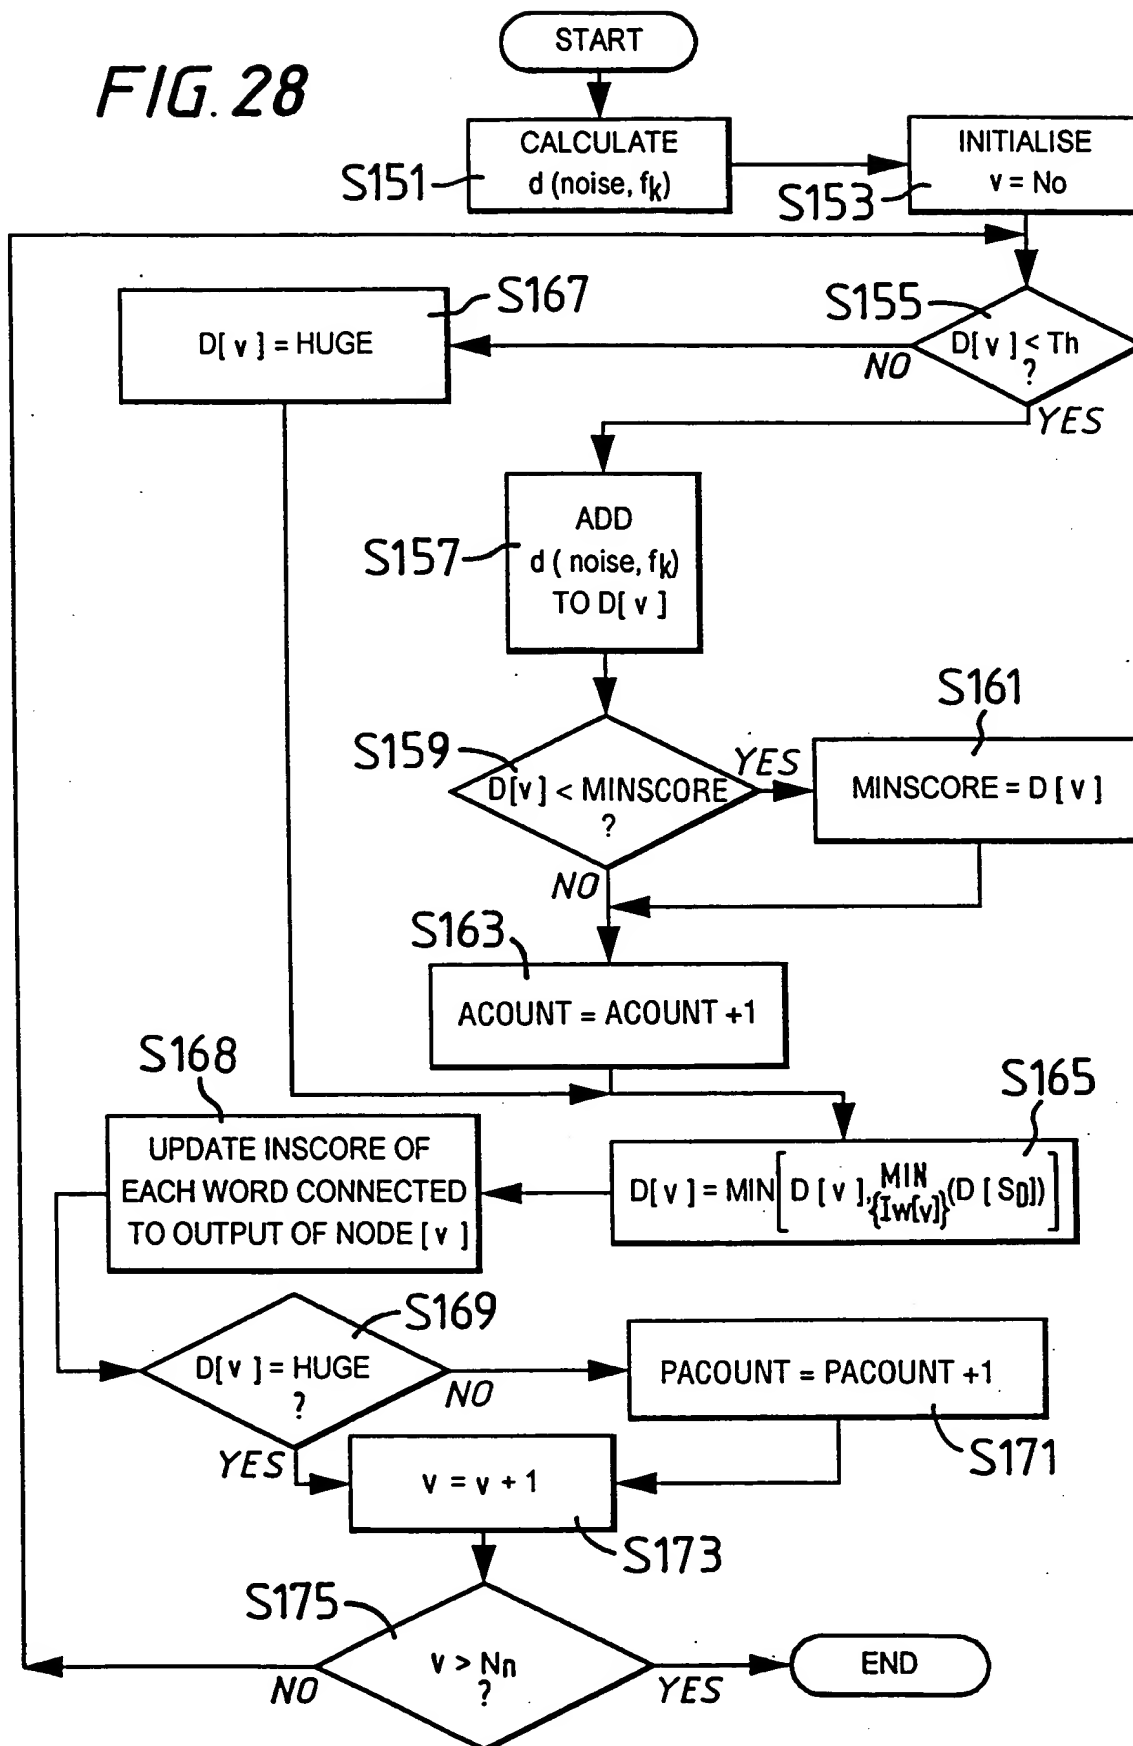 FIG. 28
START
CALCULATE
d (noise, fk)
S151
INITIALISE
v = No
S153
S155
D[ v ] < Th
?
NO
YES
S167
D[ v ] = HUGE
ADD
d ( noise, fk)
TO D[ v ]
S157
S159
D[v] < MINSCORE
?
YES
NO
S161
MINSCORE = D [ v ]
S163
ACOUNT = ACOUNT +1
S165
D[ v ] = MIN[ D [ v ], MIN (D [ SD])]
{Iw[v]}
S168
UPDATE INSCORE OF
EACH WORD CONNECTED
TO OUTPUT OF NODE [ v ]
S169
D[ v ] = HUGE
?
NO
YES
PACOUNT = PACOUNT +1
S171
v = v + 1
S173
S175
v > Nn
?
NO
YES
END